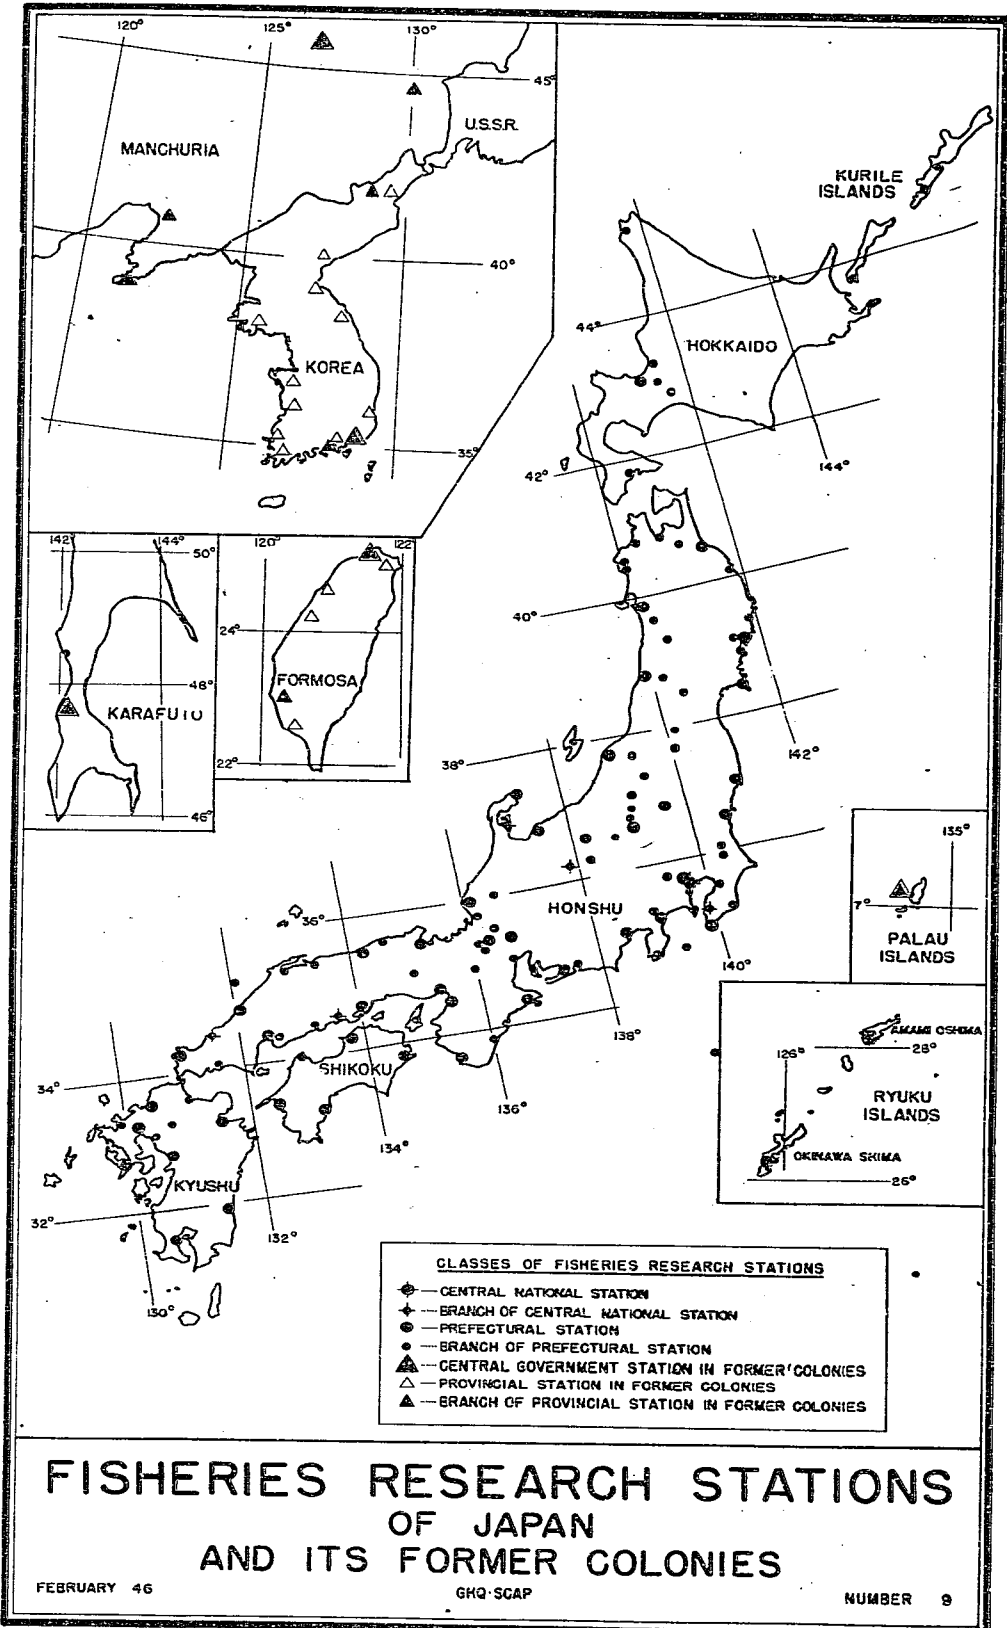 120°
125°
130°
45°
U.S.S.R.
MANCHURIA
KURILE
ISLANDS
40°
44°
HOKKAIDO
KOREA
35°
42°
144°
142°
144°
50°
120°
122°
40°
24°
48°
FORMOSA
KARAFUTO
142°
22°
38°
46°
135°
36°
HONSHU
7°
PALAU
ISLANDS
140°
138°
AMAMI OSHIMA
28°
126°
34°
SHIKOKU
136°
RYUKU
ISLANDS
134°
OKINAWA SHIMA
26°
KYUSHU
32°
132°
130°
CLASSES OF FISHERIES RESEARCH STATIONS
CENTRAL NATIONAL STATION
BRANCH OF CENTRAL NATIONAL STATION
PREFECTURAL STATION
BRANCH OF PREFECTURAL STATION
CENTRAL GOVERNMENT STATION IN FORMER COLONIES
PROVINCIAL STATION IN FORMER COLONIES
BRANCH OF PROVINCIAL STATION IN FORMER COLONIES
FISHERIES RESEARCH STATIONS
OF JAPAN
AND ITS FORMER COLONIES
FEBRUARY 46
GHQ·SCAP
NUMBER 9